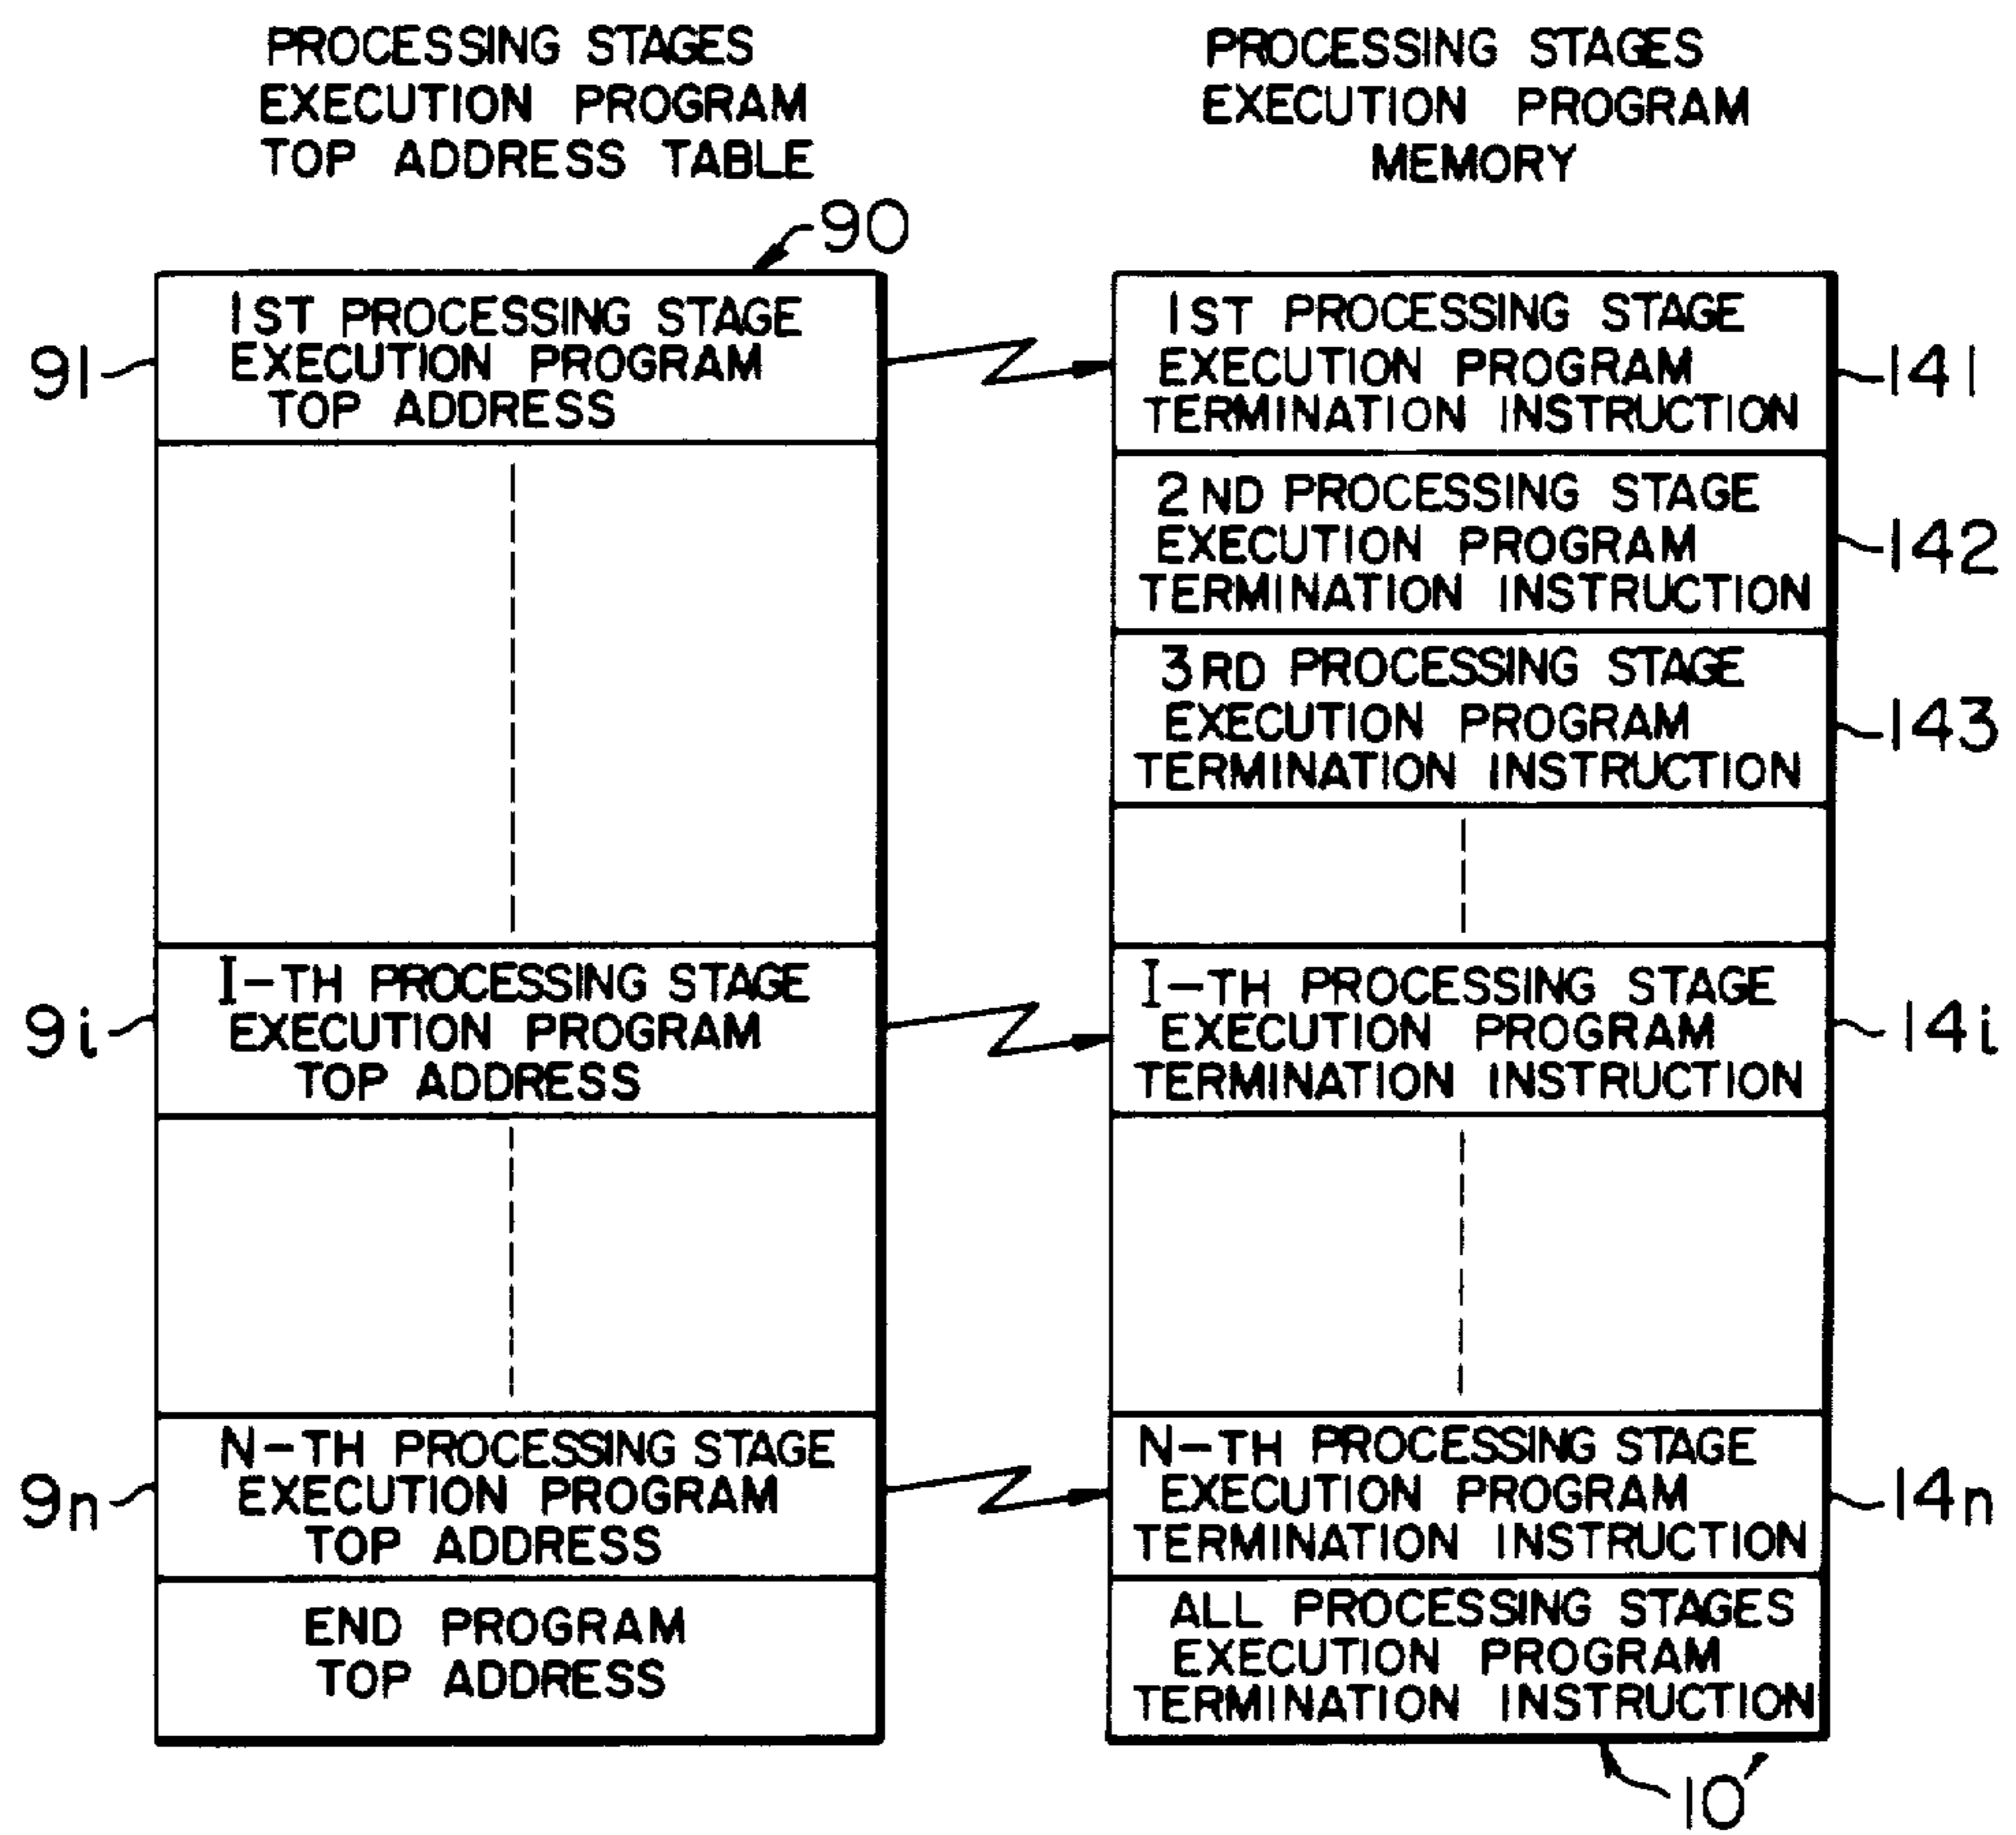 PROCESSING STAGES
EXECUTION PROGRAM
TOP ADDRESS TABLE
90
1ST PROCESSING STAGE
EXECUTION PROGRAM
TOP ADDRESS
91
I-TH PROCESSING STAGE
EXECUTION PROGRAM
TOP ADDRESS
9i
N-TH PROCESSING STAGE
EXECUTION PROGRAM
TOP ADDRESS
9n
END PROGRAM
TOP ADDRESS
PROCESSING STAGES
EXECUTION PROGRAM
MEMORY
1ST PROCESSING STAGE
EXECUTION PROGRAM
TERMINATION INSTRUCTION
141
2ND PROCESSING STAGE
EXECUTION PROGRAM
TERMINATION INSTRUCTION
142
3RD PROCESSING STAGE
EXECUTION PROGRAM
TERMINATION INSTRUCTION
143
I-TH PROCESSING STAGE
EXECUTION PROGRAM
TERMINATION INSTRUCTION
14i
N-TH PROCESSING STAGE
EXECUTION PROGRAM
TERMINATION INSTRUCTION
14n
ALL PROCESSING STAGES
EXECUTION PROGRAM
TERMINATION INSTRUCTION
10'